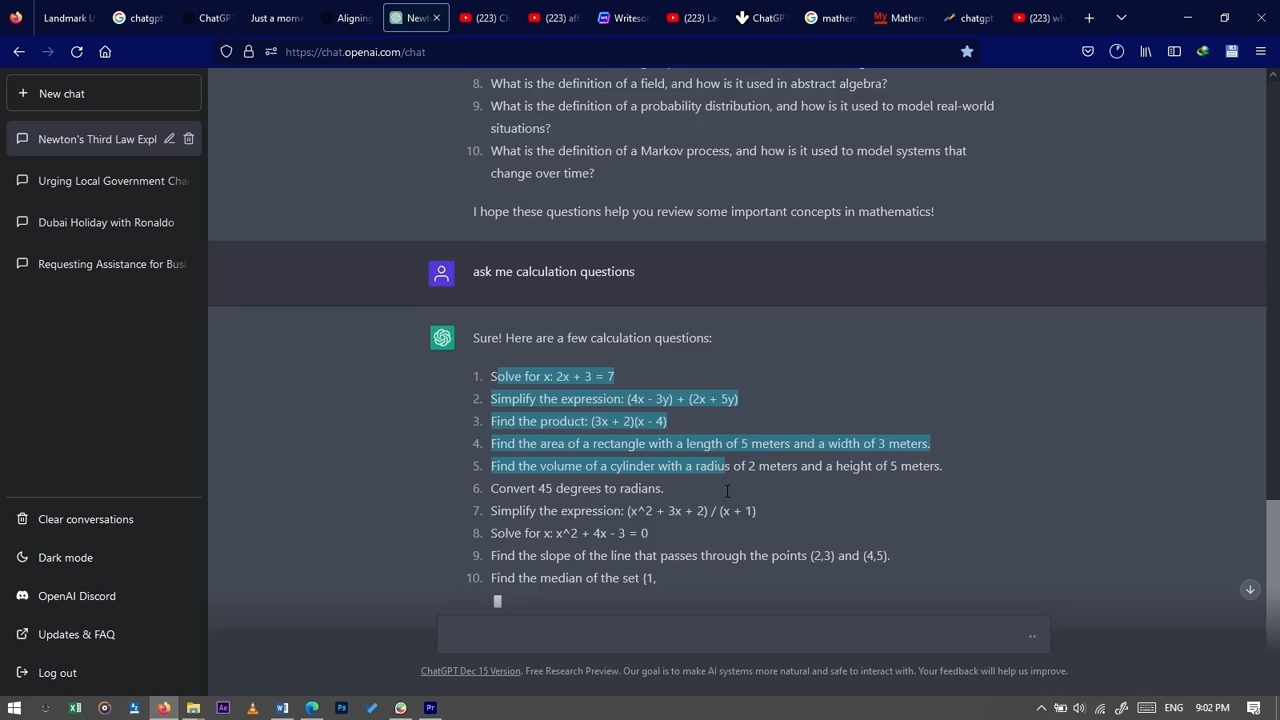 Landmark U
chatgpt
ChatGPT
Just a mome
Aligning
Newto
(223) Ch
(223) aff
Writeson
(223) La
ChatGPT
mathem
My Mathem
chatgpt
(223) wh
https://chat.openai.com/chat
New chat
Newton's Third Law Expl
Urging Local Government Cha
Dubai Holiday with Ronaldo
Requesting Assistance for Busi
Clear conversations
Dark mode
OpenAI Discord
Updates & FAQ
Log out
8. What is the definition of a field, and how is it used in abstract algebra?
9. What is the definition of a probability distribution, and how is it used to model real-world
situations?
10. What is the definition of a Markov process, and how is it used to model systems that
change over time?
I hope these questions help you review some important concepts in mathematics!
ask me calculation questions
Sure! Here are a few calculation questions:
1. Solve for x: 2x + 3 = 7
2. Simplify the expression: (4x - 3y) + (2x + 5y)
3. Find the product: (3x + 2)(x - 4)
4. Find the area of a rectangle with a length of 5 meters and a width of 3 meters.
5. Find the volume of a cylinder with a radius of 2 meters and a height of 5 meters.
6. Convert 45 degrees to radians.
7. Simplify the expression: (x^2 + 3x + 2) / (x + 1)
8. Solve for x: x^2 + 4x - 3 = 0
9. Find the slope of the line that passes through the points (2,3) and (4,5).
10. Find the median of the set {1,
ChatGPT Dec 15 Version. Free Research Preview. Our goal is to make AI systems more natural and safe to interact with. Your feedback will help us improve.
Ae
Ps
Pr
ENG
9:02 PM